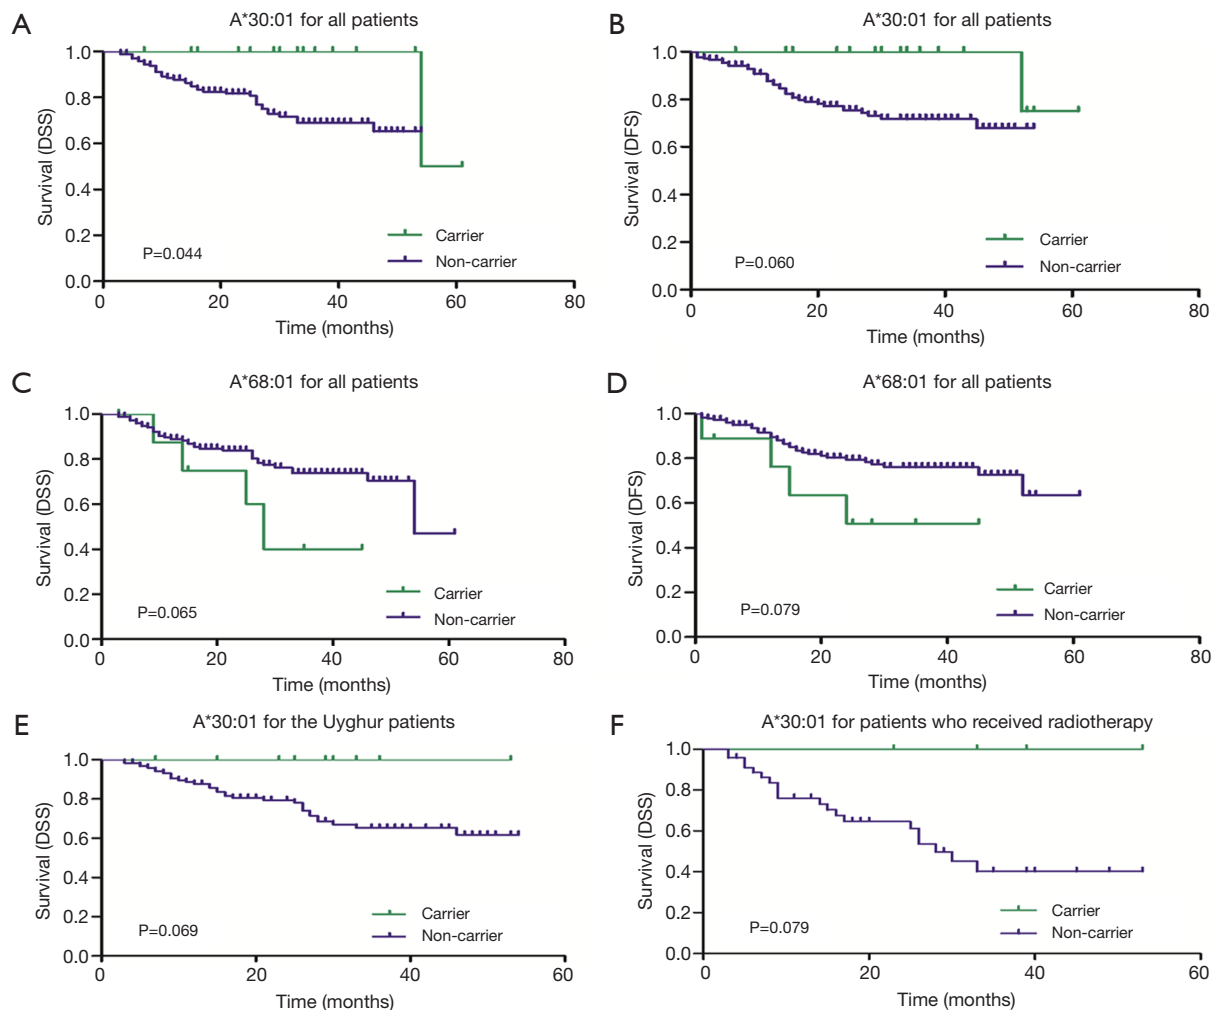 A
A*30:01 for all patients
1.0
0.8
0.6
0.4
0.2
0.0
Survival (DSS)
P=0.044
Carrier
Non-carrier
0 20 40 60 80
Time (months)
B
A*30:01 for all patients
1.0
0.8
0.6
0.4
0.2
0.0
Survival (DFS)
P=0.060
Carrier
Non-carrier
0 20 40 60 80
Time (months)
C
A*68:01 for all patients
1.0
0.8
0.6
0.4
0.2
0.0
Survival (DSS)
P=0.065
Carrier
Non-carrier
0 20 40 60 80
Time (months)
D
A*68:01 for all patients
1.0
0.8
0.6
0.4
0.2
0.0
Survival (DFS)
P=0.079
Carrier
Non-carrier
0 20 40 60 80
Time (months)
E
A*30:01 for the Uyghur patients
1.0
0.8
0.6
0.4
0.2
0.0
Survival (DSS)
P=0.069
Carrier
Non-carrier
0 20 40 60
Time (months)
F
A*30:01 for patients who received radiotherapy
1.0
0.8
0.6
0.4
0.2
0.0
Survival (DSS)
P=0.079
Carrier
Non-carrier
0 20 40 60
Time (months)